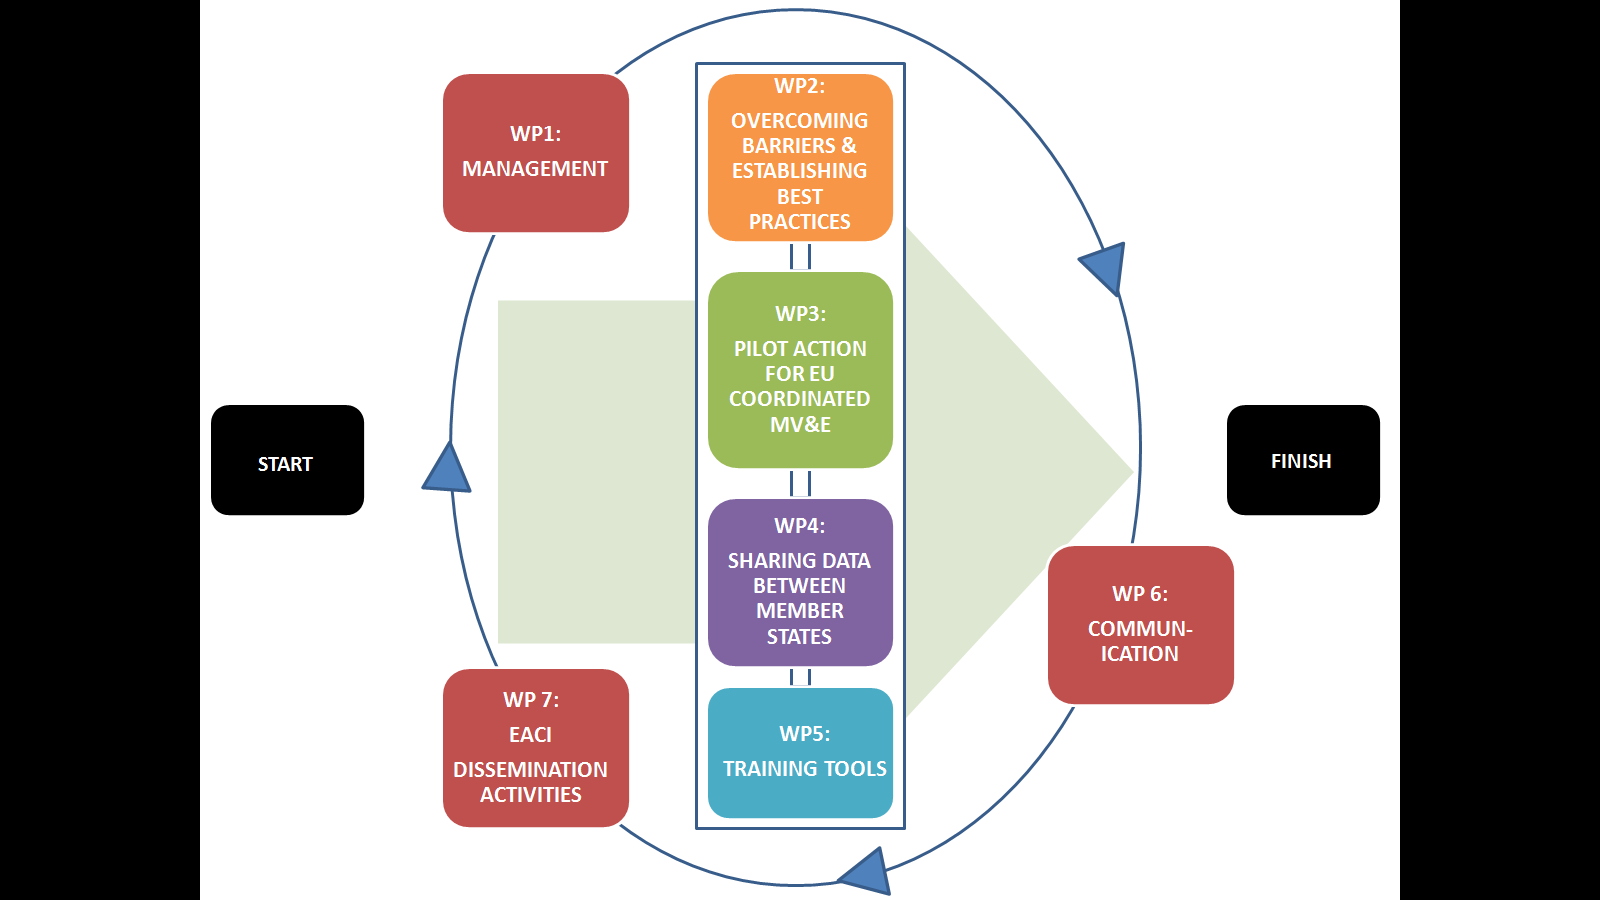 WP1:
MANAGEMENT
WP2:
OVERCOMING
BARRIERS &
ESTABLISHING
BEST
PRACTICES
WP3:
PILOT ACTION
FOR EU
COORDINATED
MV&E
START
FINISH
WP4:
SHARING DATA
BETWEEN
MEMBER
STATES
WP 6:
COMMUN-
ICATION
WP 7:
EACI
DISSEMINATION
ACTIVITIES
WP5:
TRAINING TOOLS